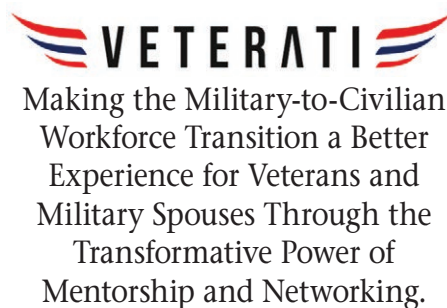 VETERATI
Making the Military-to-Civilian
Workforce Transition a Better
Experience for Veterans and
Military Spouses Through the
Transformative Power of
Mentorship and Networking.